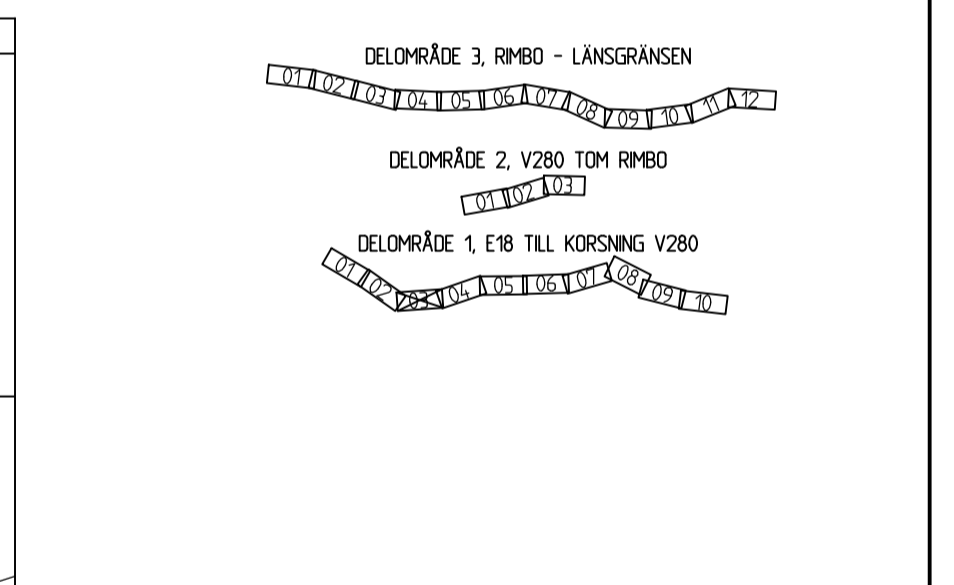 DELOMRÅDE 3, RIMBO - LÄNSGRÄNSEN
01 02 03 04 05 06 07 08 09 10 11 12
DELOMRÅDE 2, V280 TOM RIMBO
01 02 03
DELOMRÅDE 1, E18 TILL KORSNING V280
01 02 03 04 05 06 07 08 09 10